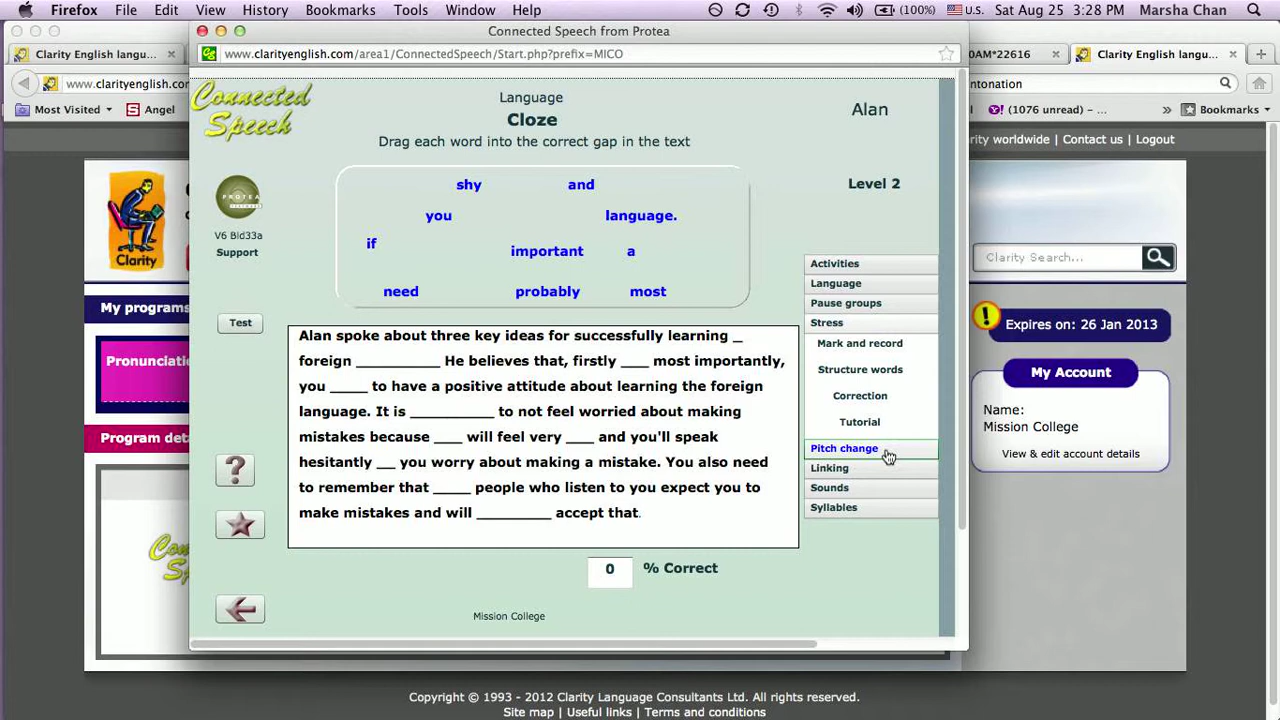 Firefox File Edit View History Bookmarks Tools Window Help (100%) U.S. Sat Aug 25 3:28 PM Marsha Chan
Connected Speech from Protea
Clarity English langu...
www.clarityenglish.com/area1/ConnectedSpeech/Start.php?prefix=MICO
0AM*22616
Clarity English langu...
www.clarityenglish.com
ntonation
Most Visited
Angel
(1076 unread) – ...
Bookmarks
rity worldwide | Contact us | Logout
Connected Speech
Language
Cloze
Drag each word into the correct gap in the text
Alan
Level 2
PROTEA
V6 Bld33a
Support
shy and
you language.
if important a
need probably most
Test
Alan spoke about three key ideas for successfully learning _
foreign __________ He believes that, firstly ____ most importantly,
you _____ to have a positive attitude about learning the foreign
language. It is __________ to not feel worried about making
mistakes because ____ will feel very ____ and you'll speak
hesitantly __ you worry about making a mistake. You also need
to remember that _____ people who listen to you expect you to
make mistakes and will _________ accept that.
0 % Correct
Mission College
Activities
Language
Pause groups
Stress
Mark and record
Structure words
Correction
Tutorial
Pitch change
Linking
Sounds
Syllables
?
Clarity
My programs
Pronunciatio
Program deta
Clarity Search...
! Expires on: 26 Jan 2013
My Account
Name:
Mission College
View & edit account details
Copyright © 1993 - 2012 Clarity Language Consultants Ltd. All rights reserved.
Site map | Useful links | Terms and conditions